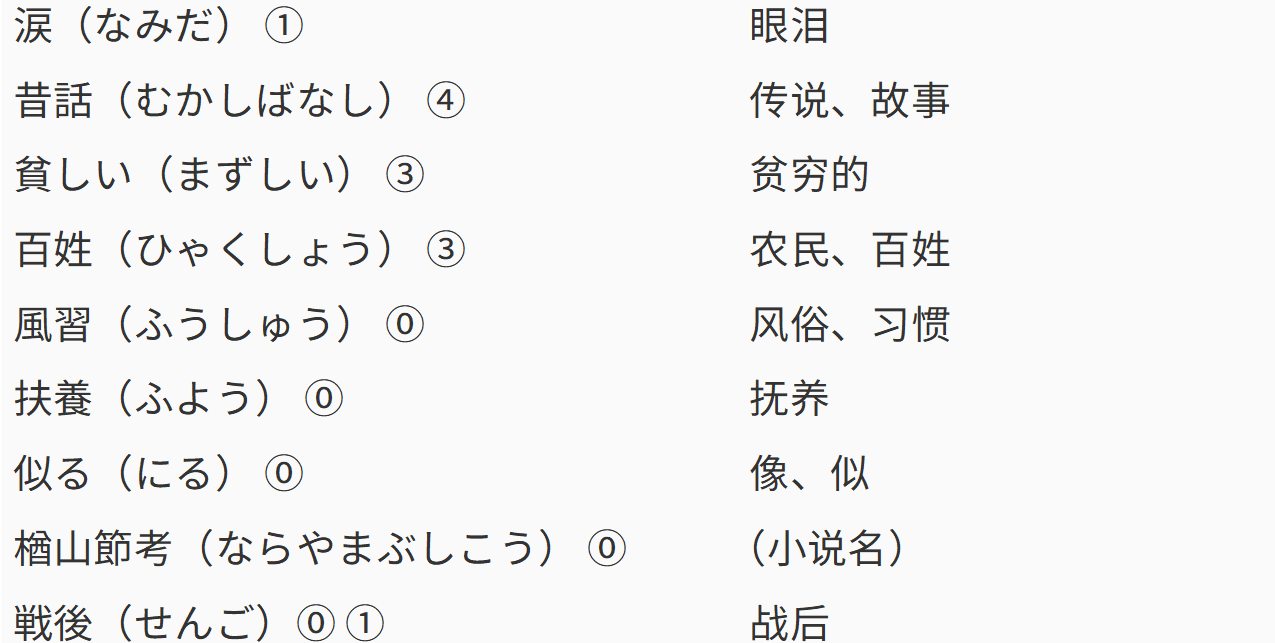 涙（なみだ） ① 眼泪
昔話（むかしばなし） ④ 传说、故事
貧しい（まずしい） ③ 贫穷的
百姓（ひゃくしょう） ③ 农民、百姓
風習（ふうしゅう） ⓪ 风俗、习惯
扶養（ふよう） ⓪ 抚养
似る（にる） ⓪ 像、似
楢山節考（ならやまぶしこう） ⓪ （小说名）
戦後（せんご）⓪ ① 战后